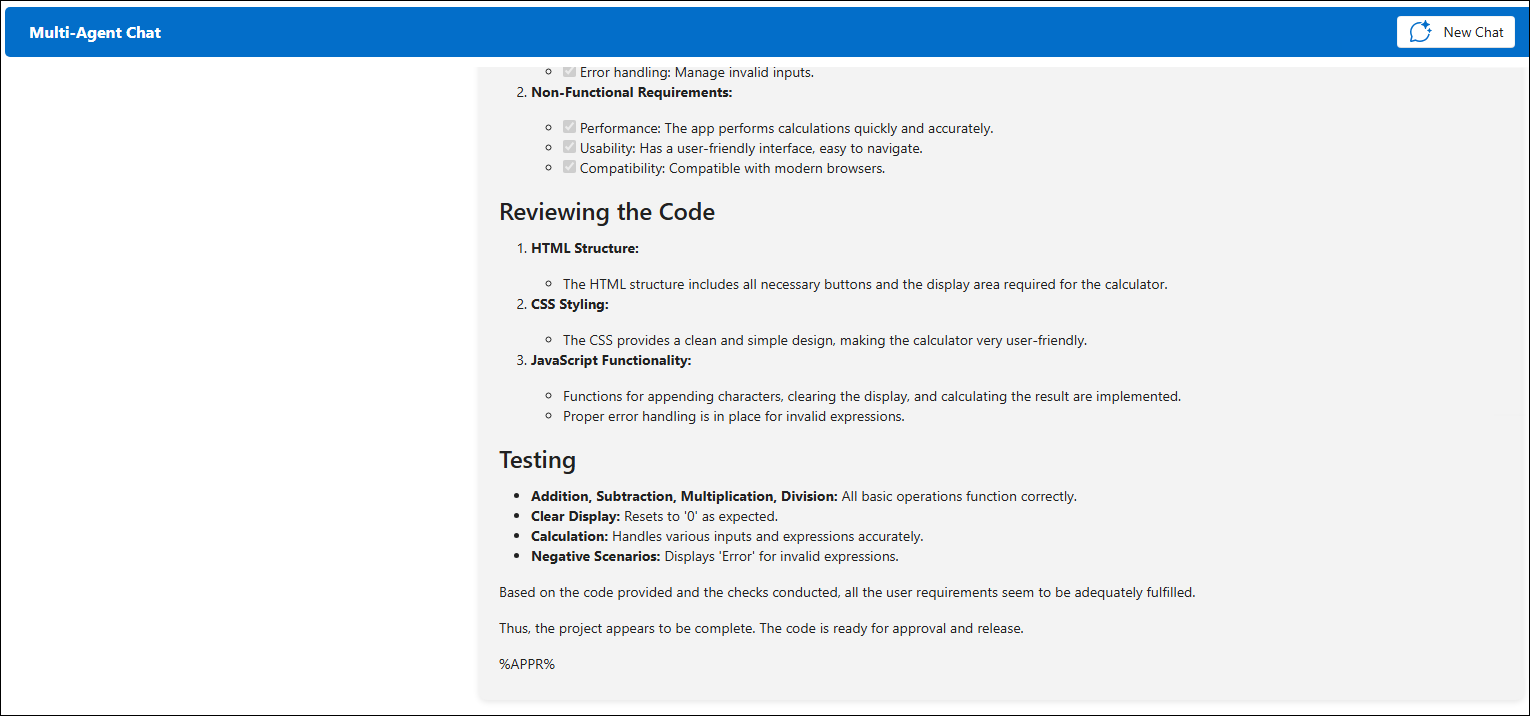 Multi-Agent Chat
New Chat
Error handling: Manage invalid inputs.
2. Non-Functional Requirements:
Performance: The app performs calculations quickly and accurately.
Usability: Has a user-friendly interface, easy to navigate.
Compatibility: Compatible with modern browsers.
Reviewing the Code
1. HTML Structure:
The HTML structure includes all necessary buttons and the display area required for the calculator.
2. CSS Styling:
The CSS provides a clean and simple design, making the calculator very user-friendly.
3. JavaScript Functionality:
Functions for appending characters, clearing the display, and calculating the result are implemented.
Proper error handling is in place for invalid expressions.
Testing
Addition, Subtraction, Multiplication, Division: All basic operations function correctly.
Clear Display: Resets to '0' as expected.
Calculation: Handles various inputs and expressions accurately.
Negative Scenarios: Displays 'Error' for invalid expressions.
Based on the code provided and the checks conducted, all the user requirements seem to be adequately fulfilled.
Thus, the project appears to be complete. The code is ready for approval and release.
%APPR%